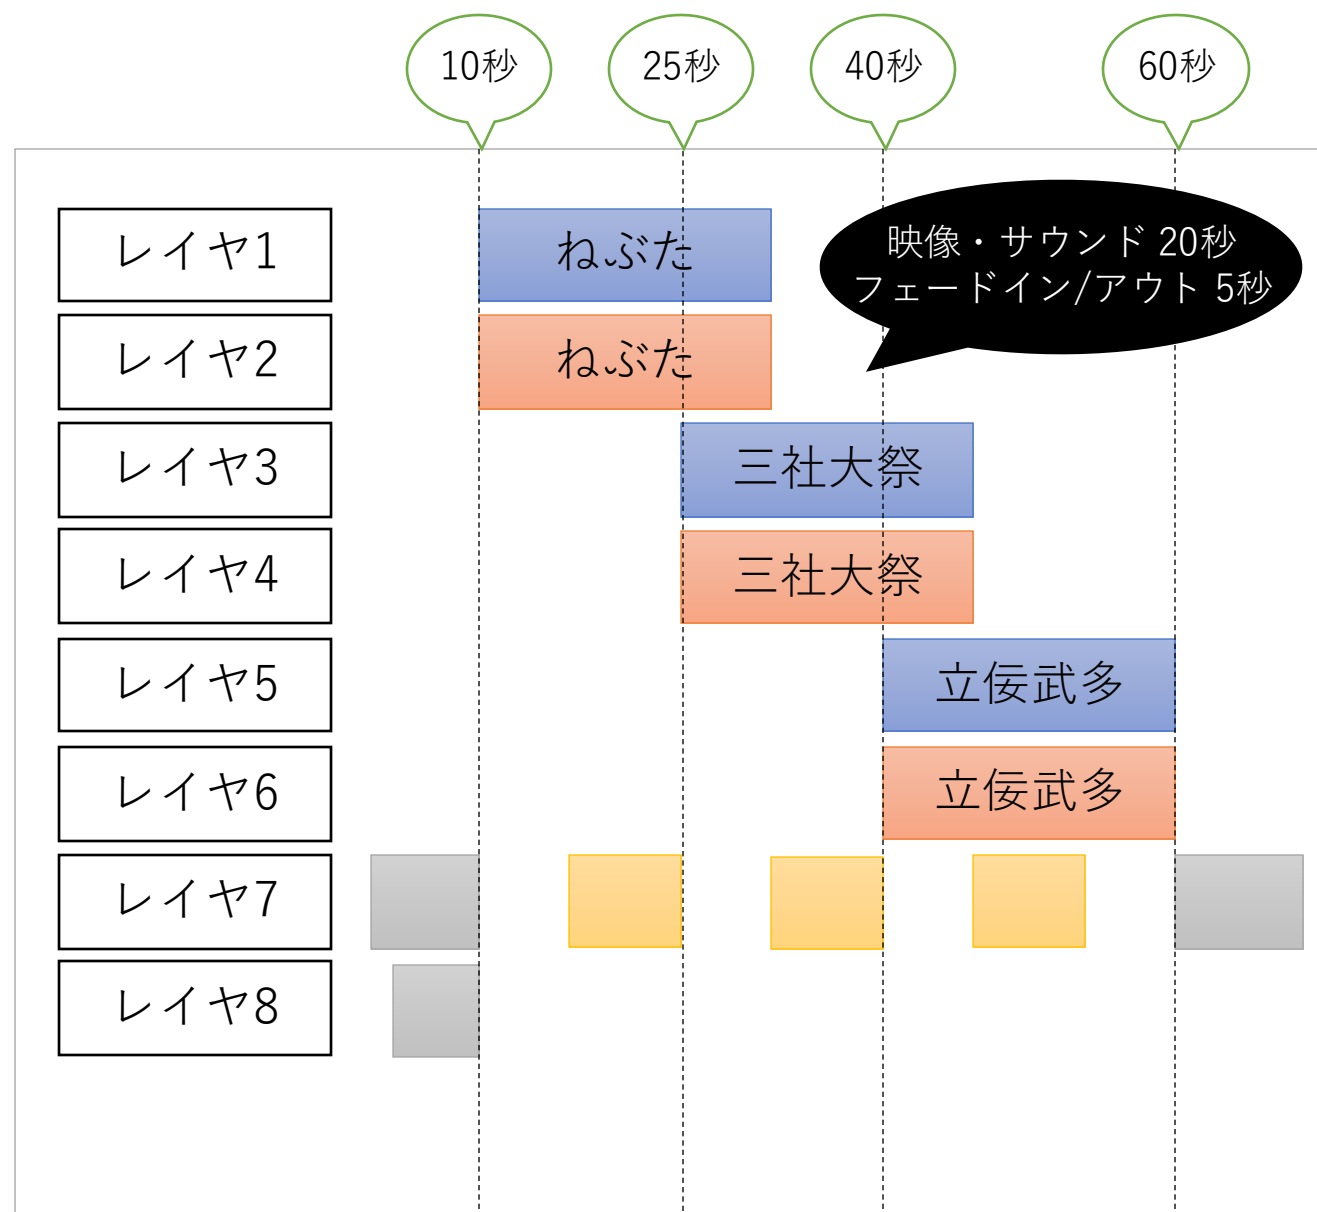 10秒
25秒
40秒
60秒
レイヤ1
ねぶた
映像・サウンド 20秒
フェードイン/アウト 5秒
レイヤ2
ねぶた
レイヤ3
三社大祭
レイヤ4
三社大祭
レイヤ5
立佞武多
レイヤ6
立佞武多
レイヤ7
レイヤ8